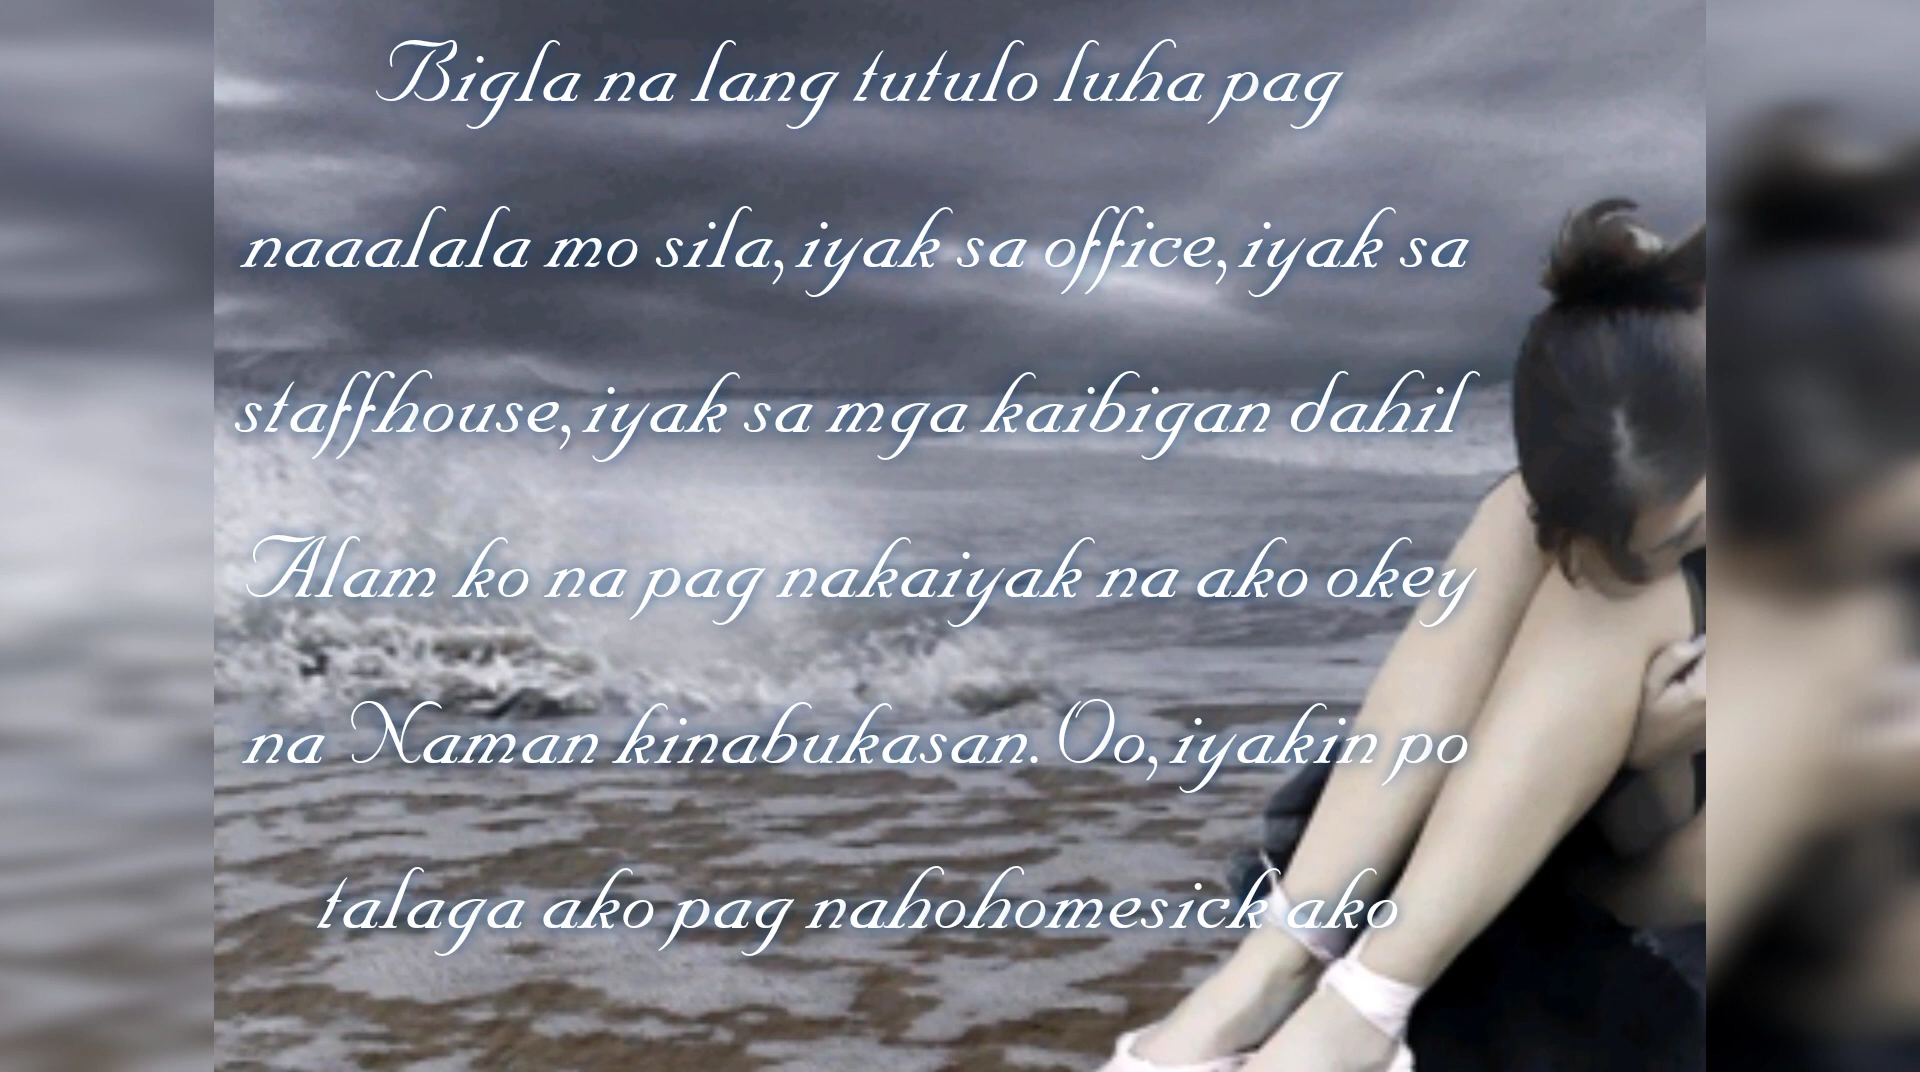 Bigla na lang tutulo luha pag
naaalala mo sila, iyak sa office, iyak sa
staffhouse, iyak sa mga kaibigan dahil
Alam ko na pag nakaiyak na ako okey
na Naman kinabukasan. Oo, iyakin po
talaga ako pag nahohomesick ako